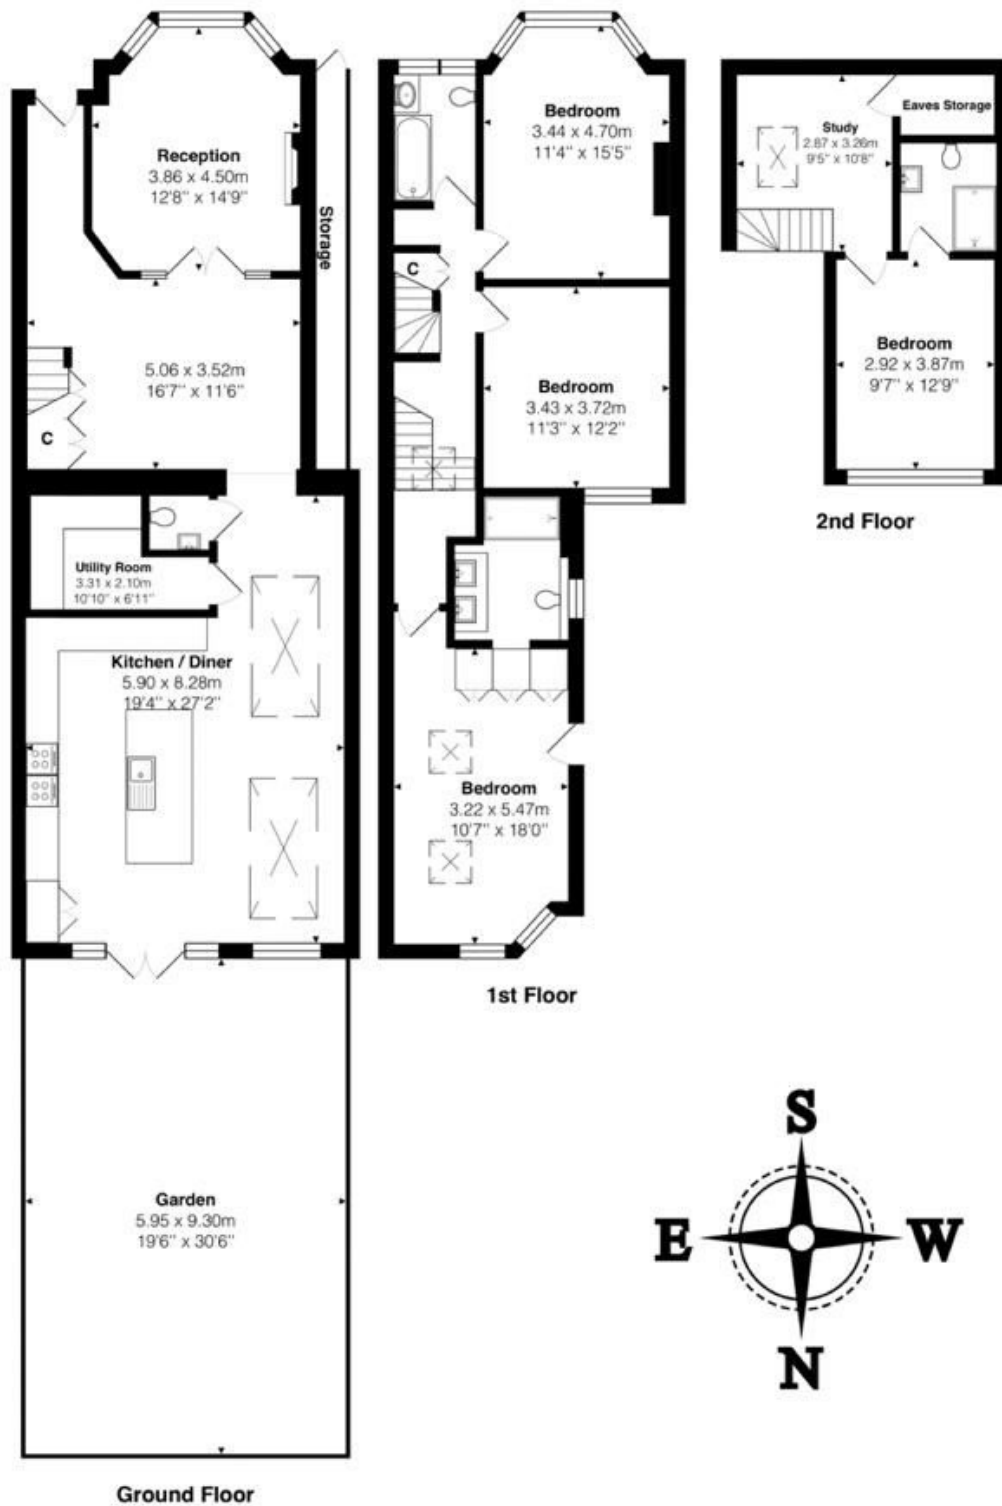 Reception
3.86 x 4.50m
12'8" x 14'9"
Storage
5.06 x 3.52m
16'7" x 11'6"
C
Utility Room
3.31 x 2.10m
10'10" x 6'11"
Kitchen / Diner
5.90 x 8.28m
19'4" x 27'2"
Garden
5.95 x 9.30m
19'6" x 30'6"
Ground Floor
Bedroom
3.44 x 4.70m
11'4" x 15'5"
C
Bedroom
3.43 x 3.72m
11'3" x 12'2"
Bedroom
3.22 x 5.47m
10'7" x 18'0"
1st Floor
Eaves Storage
Study
2.87 x 3.26m
9'5" x 10'8"
Bedroom
2.92 x 3.87m
9'7" x 12'9"
2nd Floor
S
E W
N